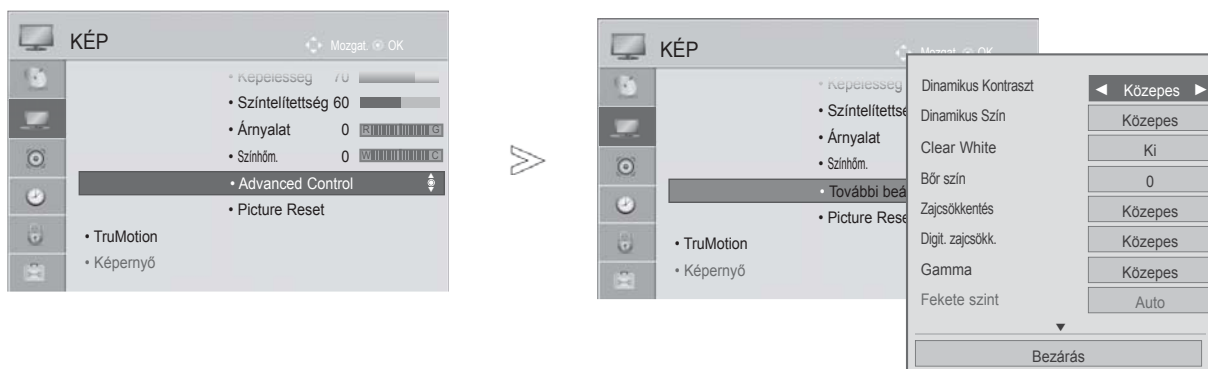 KÉP
Mozgat. OK
• Képélesség 70
• Színtelítettség 60
• Árnyalat 0 R G
• Színhőm. 0 W C
• Advanced Control
• Picture Reset
• TruMotion
• Képernyő
KÉP
Mozgat. OK
• Képélesség
• Színtelítettsé
• Árnyalat
• Színhőm.
• További beá
• Picture Rese
• TruMotion
• Képernyő
Dinamikus Kontraszt ◀ Közepes ▶
Dinamikus Szín Közepes
Clear White Ki
Bőr szín 0
Zajcsökkentés Közepes
Digit. zajcsökk. Közepes
Gamma Közepes
Fekete szint Auto
▼
Bezárás